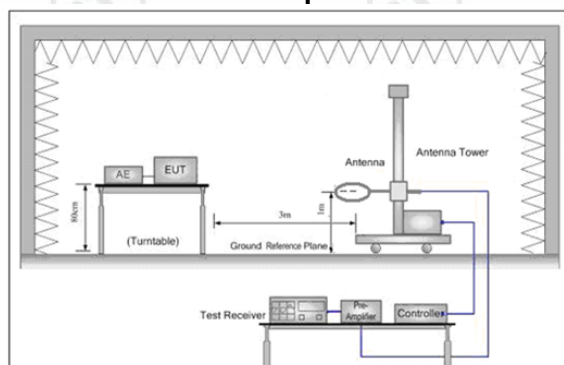 AE
EUT
80cm
(Turntable)
3m
1m
Ground Reference Plane
Antenna
Antenna Tower
Test Receiver
Pre-
Amplifier
Controller